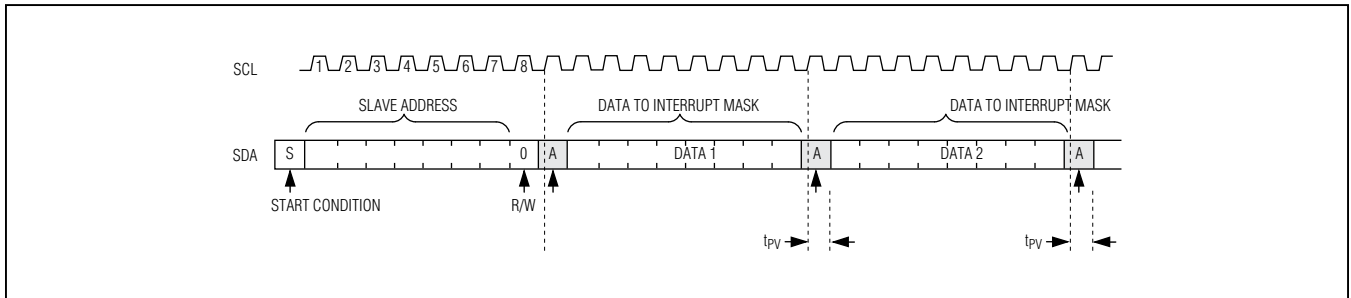 SCL 1 2 3 4 5 6 7 8
SLAVE ADDRESS DATA TO INTERRUPT MASK DATA TO INTERRUPT MASK
SDA S 0 A DATA 1 A DATA 2 A
START CONDITION R/W
tPV tPV